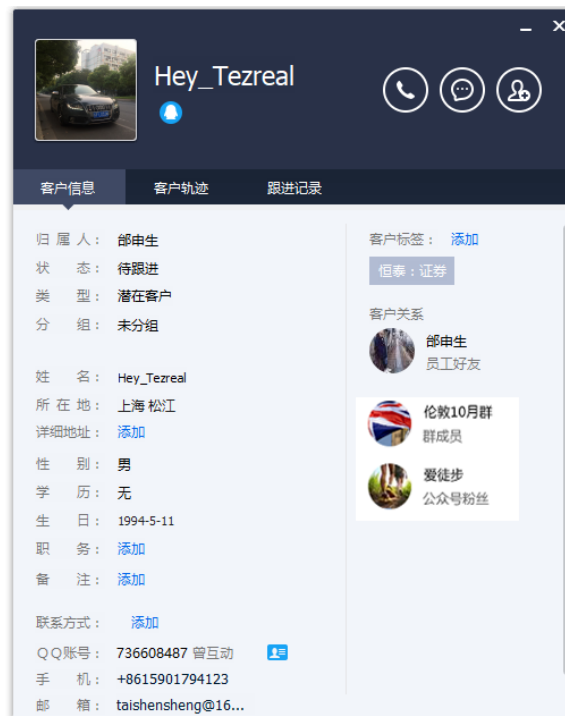 Hey_Tezreal
客户信息 客户轨迹 跟进记录
归属人： 邰申生
状态： 待跟进
类型： 潜在客户
分组： 未分组
姓名： Hey_Tezreal
所在地： 上海 松江
详细地址： 添加
性别： 男
学历： 无
生日： 1994-5-11
职务： 添加
备注： 添加
联系方式： 添加
QQ账号： 736608487 曾互动
手机： +8615901794123
邮箱： taishensheng@16...
客户标签： 添加
恒泰：证券
客户关系
邰申生
员工好友
伦敦10月群
群成员
爱徒步
公众号粉丝